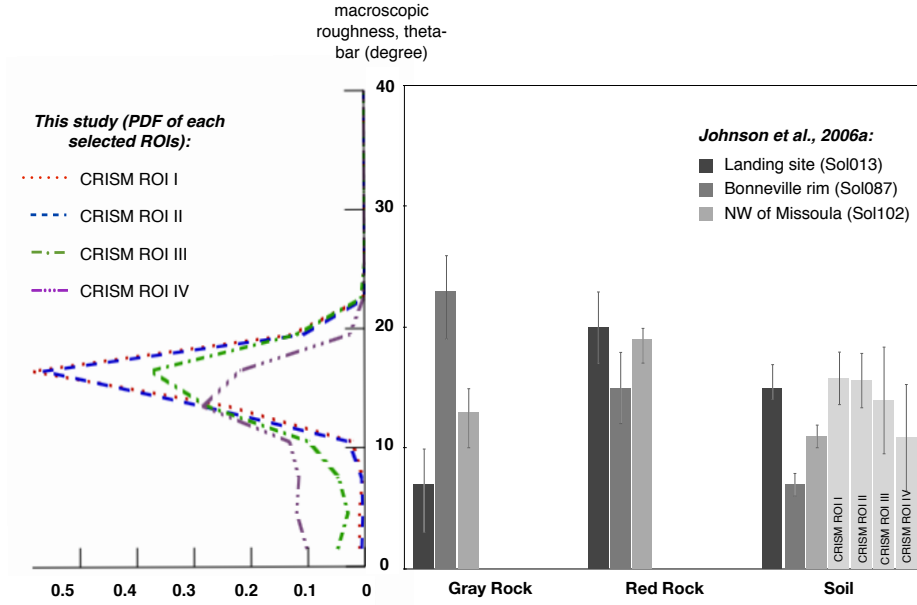 macroscopic
roughness, theta-
bar (degree)
This study (PDF of each
selected ROIs):
CRISM ROI I
CRISM ROI II
CRISM ROI III
CRISM ROI IV
40
30
20
10
0
0.5 0.4 0.3 0.2 0.1 0
Johnson et al., 2006a:
Landing site (Sol013)
Bonneville rim (Sol087)
NW of Missoula (Sol102)
CRISM ROI I
CRISM ROI II
CRISM ROI III
CRISM ROI IV
Gray Rock Red Rock Soil